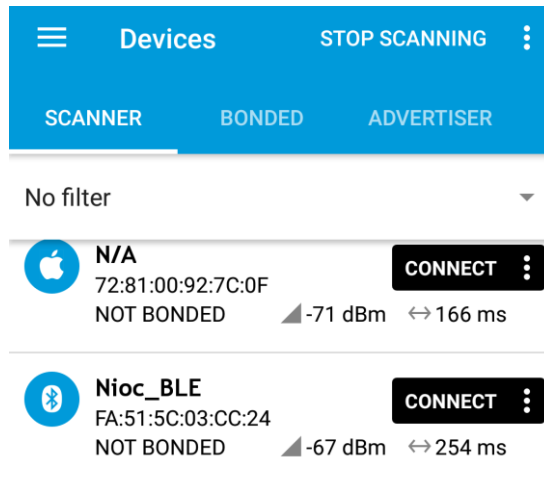 Devices STOP SCANNING
SCANNER BONDED ADVERTISER
No filter
N/A
72:81:00:92:7C:0F
CONNECT
NOT BONDED -71 dBm 166 ms
Nioc_BLE
FA:51:5C:03:CC:24
CONNECT
NOT BONDED -67 dBm 254 ms